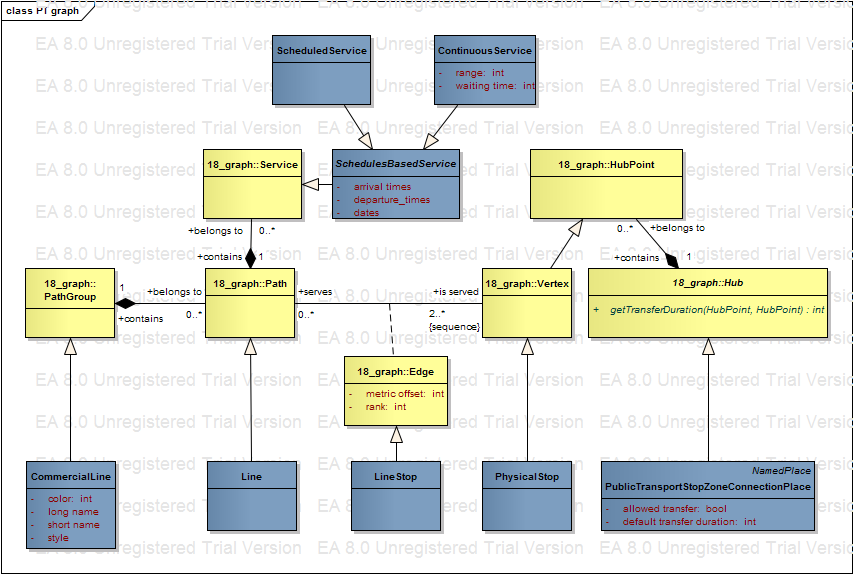 class PT graph
EA 8.0 Unregistered Trial Version
ScheduledService
ContinuousService
- range: int
- waiting time: int
18_graph::Service
SchedulesBasedService
- arrival times
- departure_times
- dates
18_graph::HubPoint
+belongs to 0..*
0..* +belongs to
+contains 1
+contains 1
18_graph::
PathGroup
1
+contains
+belongs to
0..*
18_graph::Path
+serves
0..*
+is served
2..*
{sequence}
18_graph::Vertex
18_graph::Hub
+ getTransferDuration(HubPoint, HubPoint) : int
18_graph::Edge
- metric offset: int
- rank: int
CommercialLine
- color: int
- long name
- short name
- style
Line
LineStop
PhysicalStop
NamedPlace
PublicTransportStopZoneConnectionPlace
- allowed transfer: bool
- default transfer duration: int